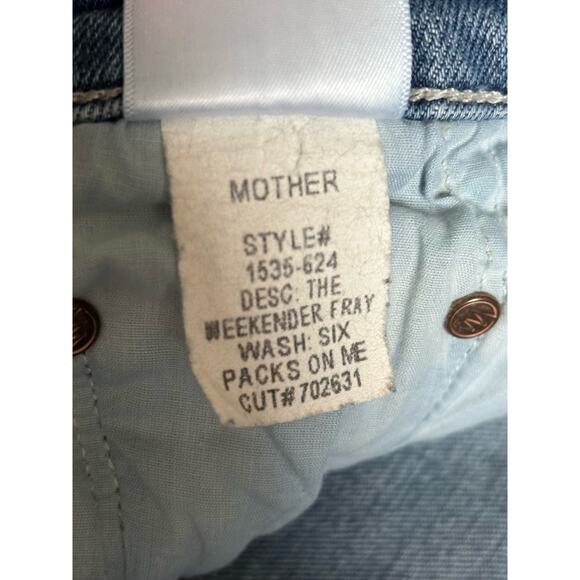 MOTHER
STYLE#
1535-624
DESC: THE
WEEKENDER FRAY
WASH: SIX
PACKS ON ME
CUT# 702631